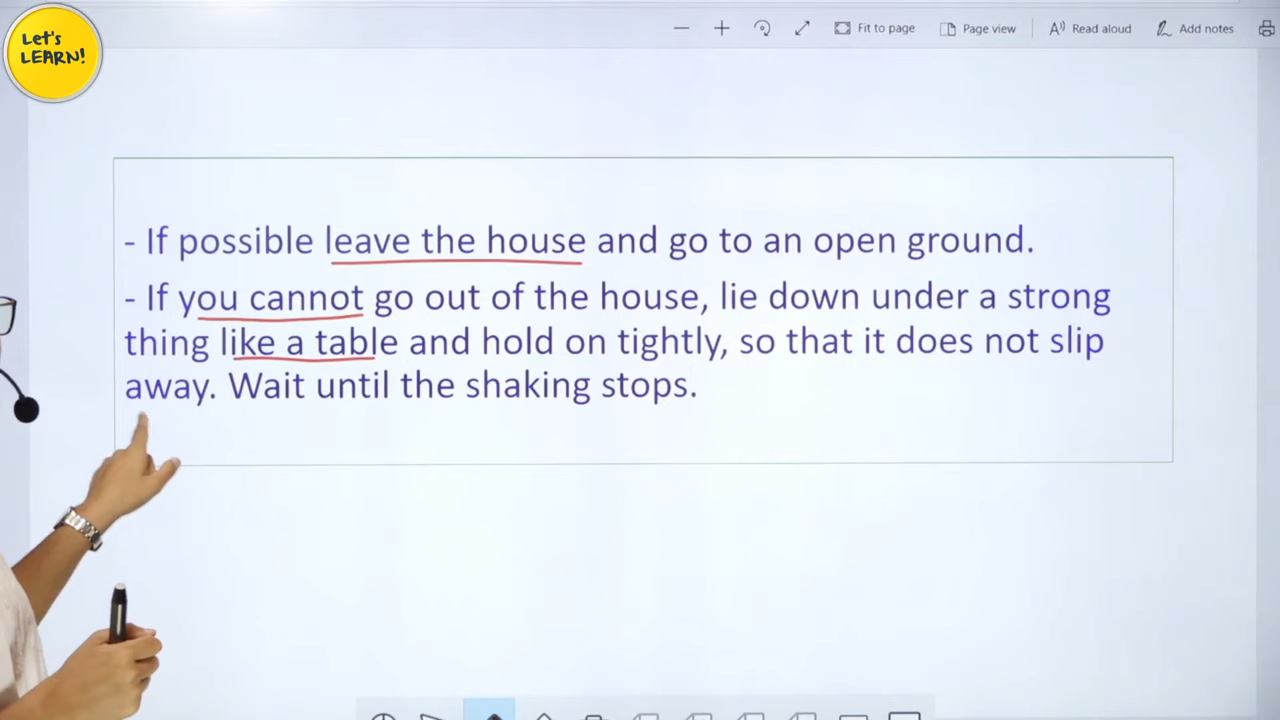 Let's
LEARN!
Fit to page
Page view
Read aloud
Add notes
- If possible leave the house and go to an open ground.
- If you cannot go out of the house, lie down under a strong
thing like a table and hold on tightly, so that it does not slip
away. Wait until the shaking stops.